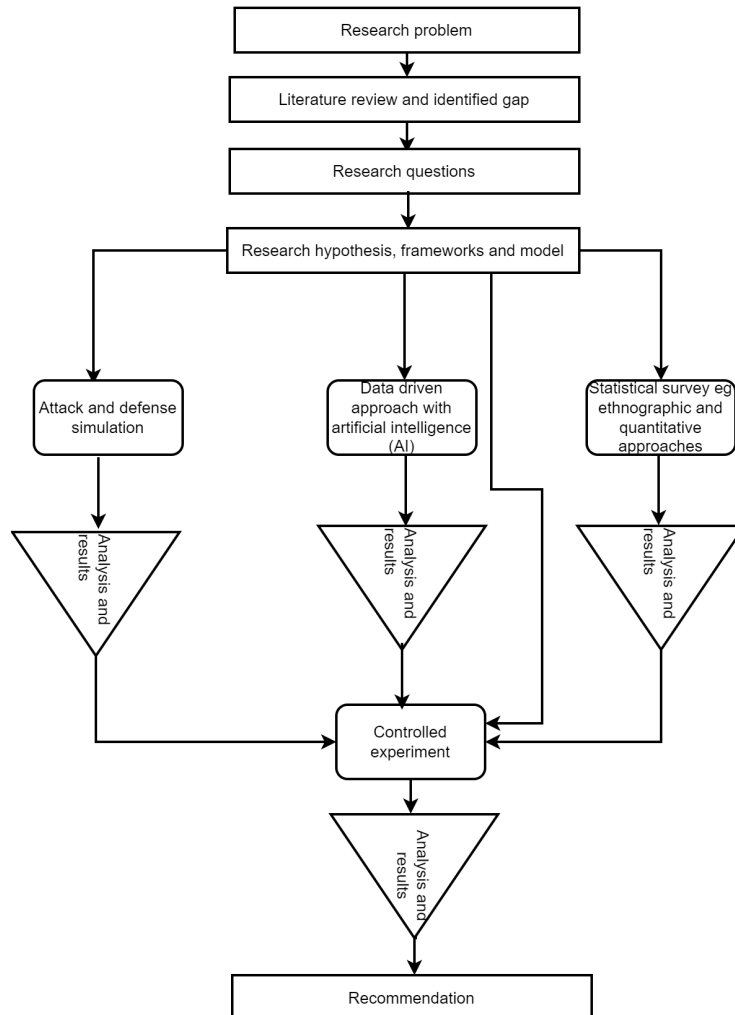 Research problem
Literature review and identified gap
Research questions
Research hypothesis, frameworks and model
Attack and defense
simulation
Data driven
approach with
artificial intelligence
(AI)
Statistical survey eg
ethnographic and
quantitative
approaches
Analysis and
results
Analysis and
results
Analysis and
results
Controlled
experiment
Analysis and
results
Recommendation